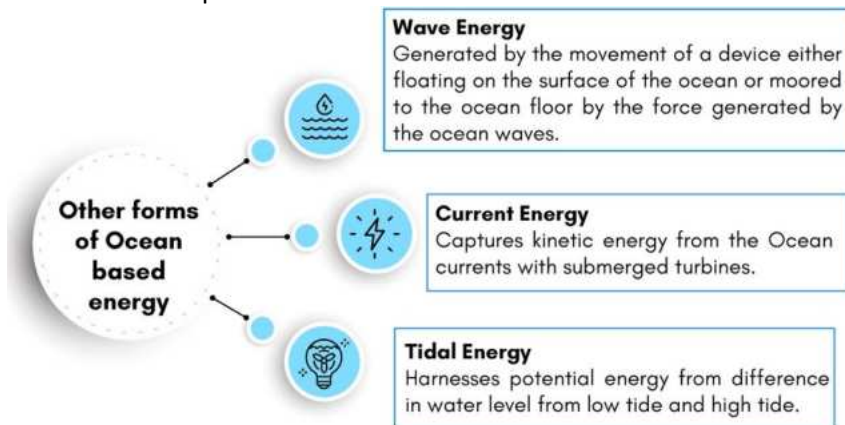 Other forms
of Ocean
based
energy
Wave Energy
Generated by the movement of a device either
floating on the surface of the ocean or moored
to the ocean floor by the force generated by
the ocean waves.
Current Energy
Captures kinetic energy from the Ocean
currents with submerged turbines.
Tidal Energy
Harnesses potential energy from difference
in water level from low tide and high tide.